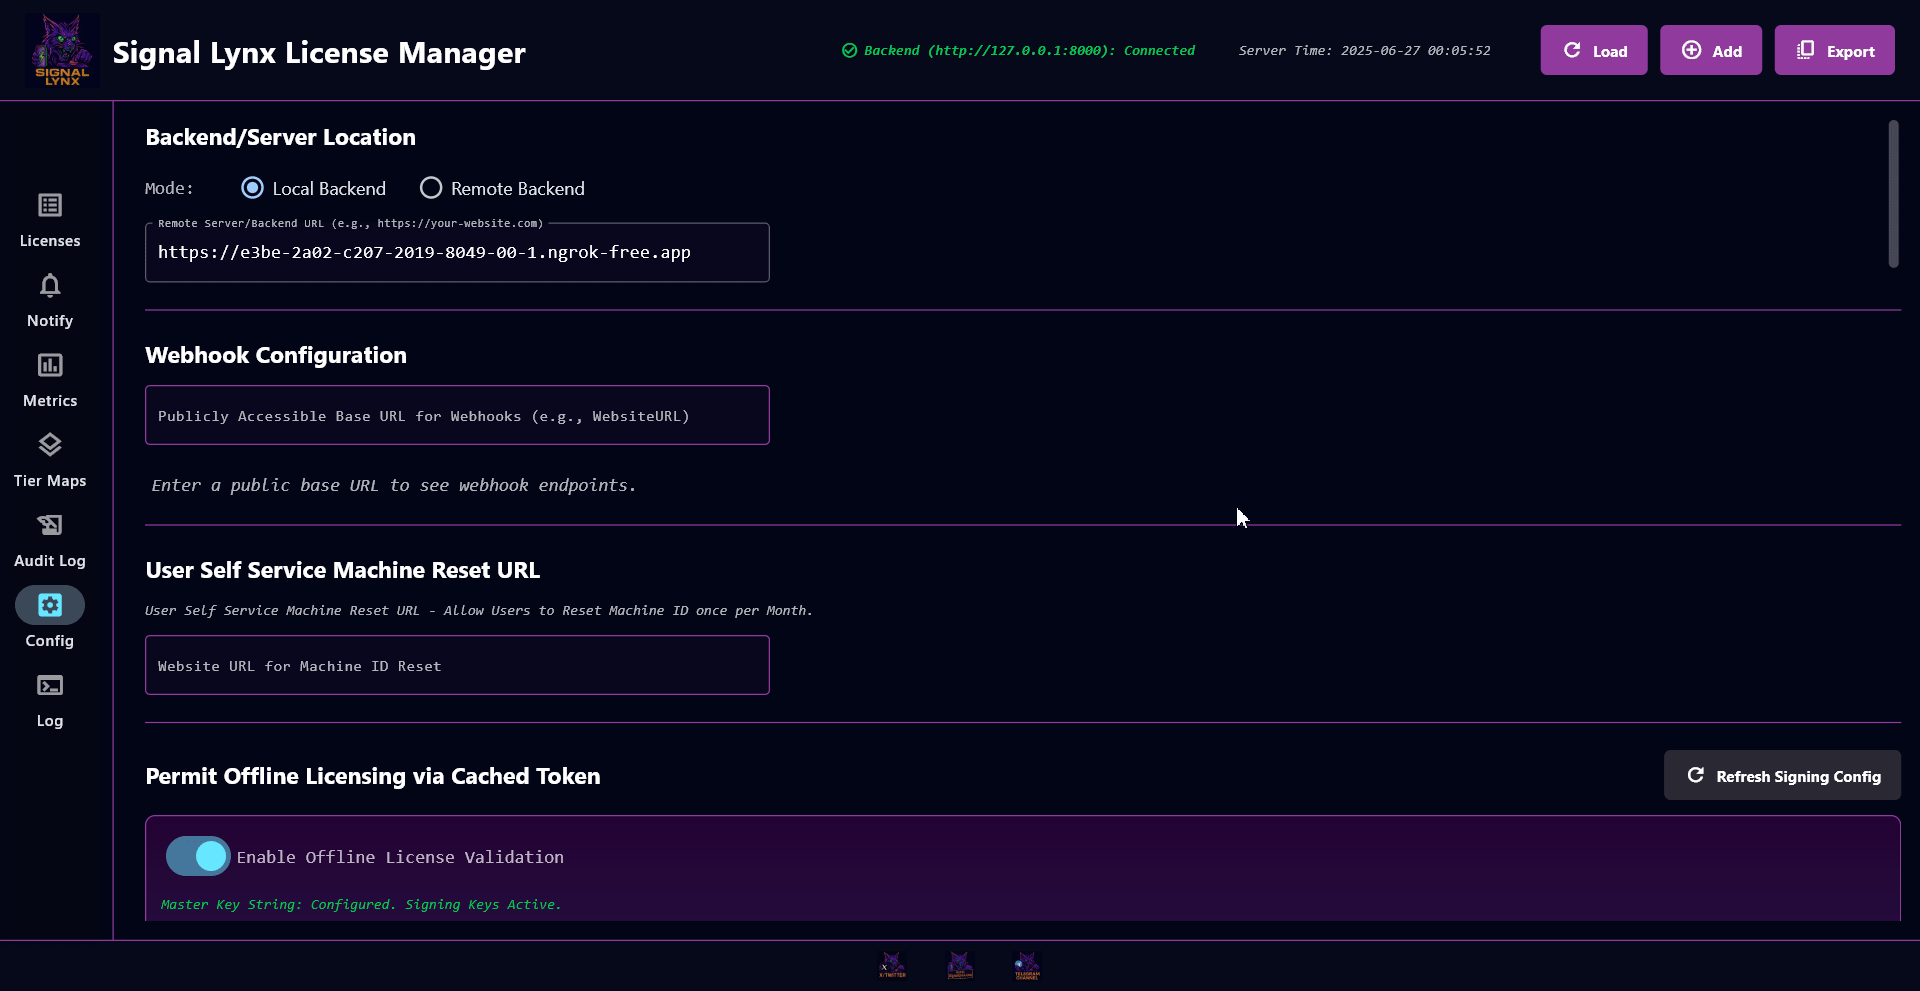 SIGNAL
LYNX
Signal Lynx License Manager
Backend (http://127.0.0.1:8000): Connected
Server Time: 2025-06-27 00:05:52
Load
Add
Export
Licenses
Notify
Metrics
Tier Maps
Audit Log
Config
Log
Backend/Server Location
Mode:
Local Backend
Remote Backend
Remote Server/Backend URL (e.g., https://your-website.com)
https://e3be-2a02-c207-2019-8049-00-1.ngrok-free.app
Webhook Configuration
Publicly Accessible Base URL for Webhooks (e.g., WebsiteURL)
Enter a public base URL to see webhook endpoints.
User Self Service Machine Reset URL
User Self Service Machine Reset URL - Allow Users to Reset Machine ID once per Month.
Website URL for Machine ID Reset
Permit Offline Licensing via Cached Token
Refresh Signing Config
Enable Offline License Validation
Master Key String: Configured. Signing Keys Active.
X/TWITTER
TELEGRAM
CHANNEL